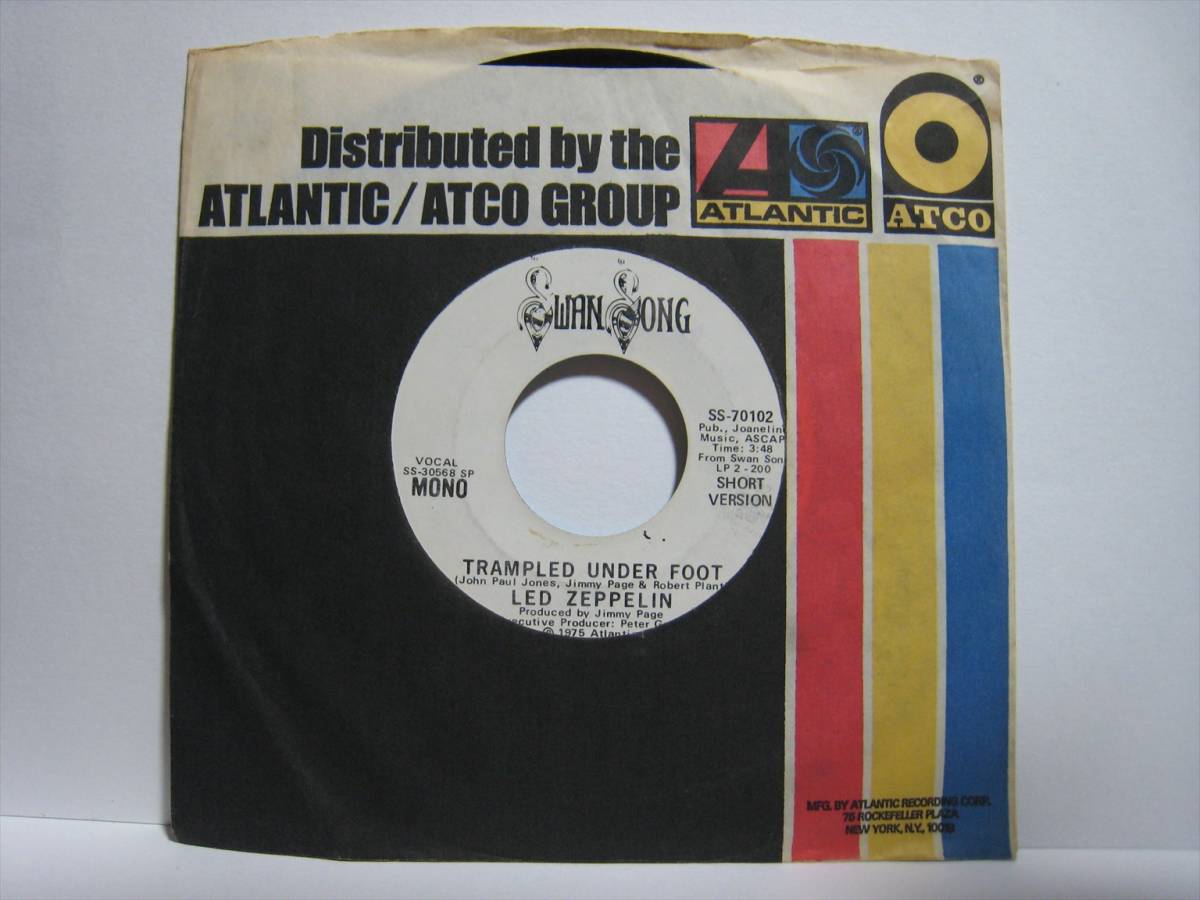 Distributed by the
ATLANTIC/ATCO GROUP
ATLANTIC
ATCO
SWAN SONG
SS-70102
Pub., Joanelin
Music, ASCAP
Time: 3:48
From Swan Son
LP 2-200
SHORT
VERSION
VOCAL
SS-30568 SP
MONO
TRAMPLED UNDER FOOT
(John Paul Jones, Jimmy Page & Robert Plant
LED ZEPPELIN
Produced by Jimmy Page
ecutive Producer: Peter G
℗ 1975 Atlanti
MFG. BY ATLANTIC RECORDING CORP.
75 ROCKEFELLER PLAZA
NEW YORK, N.Y. 10019